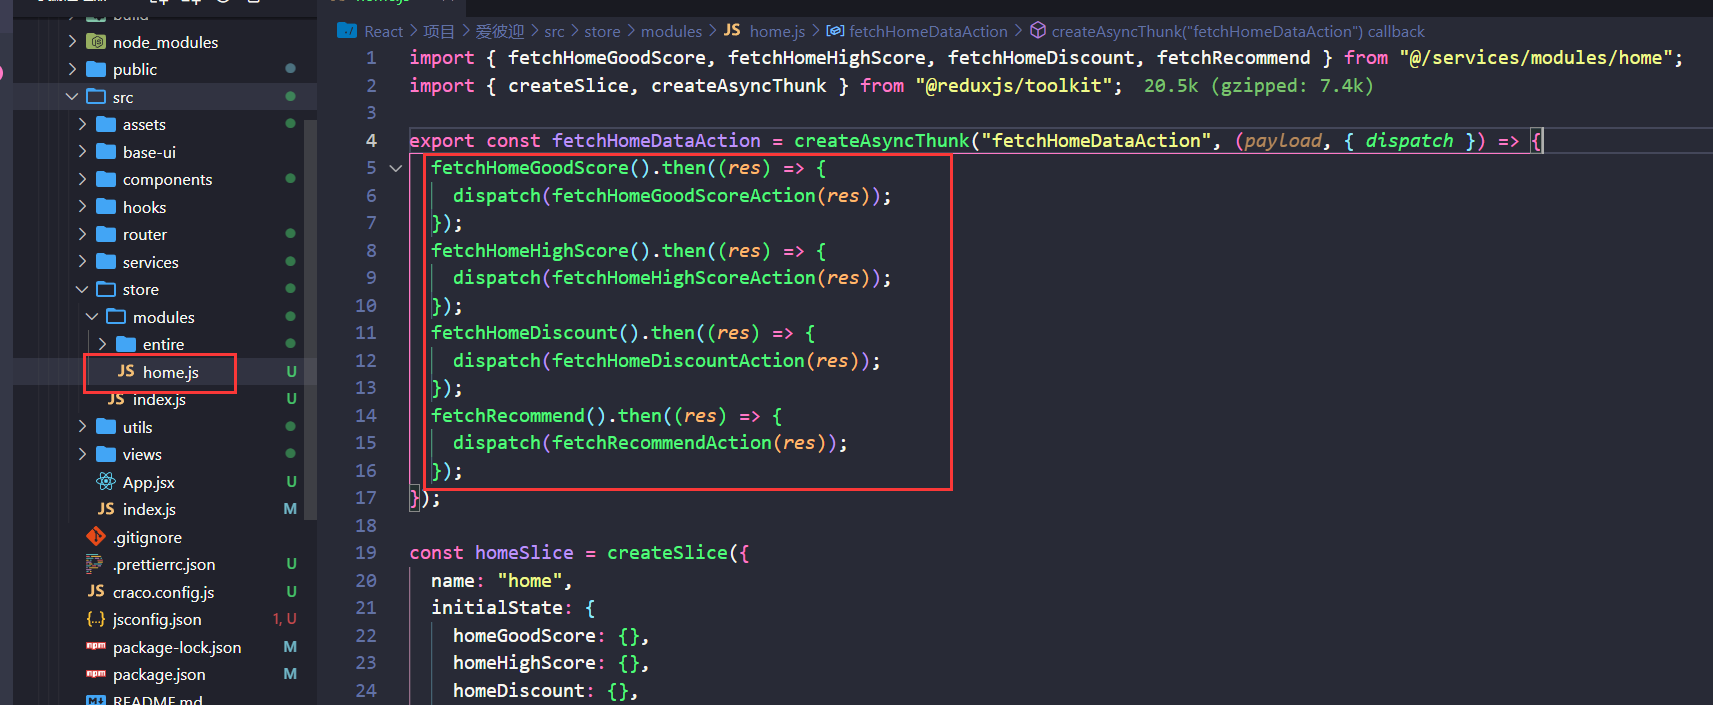 node_modules
public
src
assets
base-ui
components
hooks
router
services
store
modules
entire
JS home.js U
JS index.js U
utils
views
App.jsx U
JS index.js M
.gitignore
.prettierrc.json U
JS craco.config.js U
{..} jsconfig.json 1, U
npm package-lock.json M
npm package.json M
README.md
React > 项目 > 爱彼迎 > src > store > modules > JS home.js > fetchHomeDataAction > createAsyncThunk("fetchHomeDataAction") callback
1 import { fetchHomeGoodScore, fetchHomeHighScore, fetchHomeDiscount, fetchRecommend } from "@/services/modules/home";
2 import { createSlice, createAsyncThunk } from "@reduxjs/toolkit"; 20.5k (gzipped: 7.4k)
3
4 export const fetchHomeDataAction = createAsyncThunk("fetchHomeDataAction", (payload, { dispatch }) => {
5 fetchHomeGoodScore().then((res) => {
6 dispatch(fetchHomeGoodScoreAction(res));
7 });
8 fetchHomeHighScore().then((res) => {
9 dispatch(fetchHomeHighScoreAction(res));
10 });
11 fetchHomeDiscount().then((res) => {
12 dispatch(fetchHomeDiscountAction(res));
13 });
14 fetchRecommend().then((res) => {
15 dispatch(fetchRecommendAction(res));
16 });
17 });
18
19 const homeSlice = createSlice({
20 name: "home",
21 initialState: {
22 homeGoodScore: {},
23 homeHighScore: {},
24 homeDiscount: {},